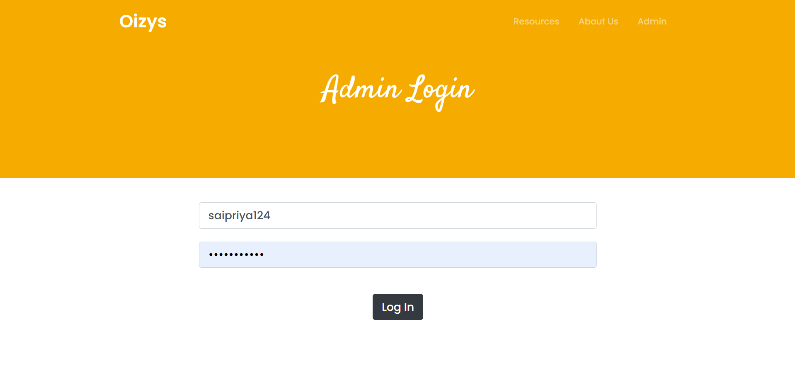 Oizys
Resources About Us Admin
Admin Login
saipriya124
•••••••••••
Log In